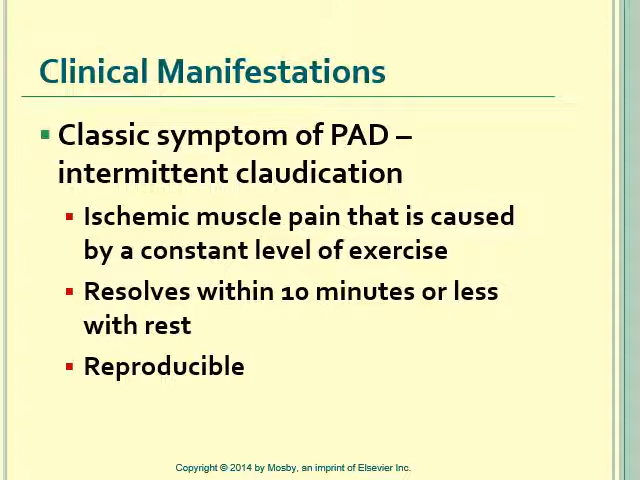 Clinical Manifestations
▪ Classic symptom of PAD –
intermittent claudication
▪ Ischemic muscle pain that is caused
by a constant level of exercise
▪ Resolves within 10 minutes or less
with rest
▪ Reproducible
Copyright © 2014 by Mosby, an imprint of Elsevier Inc.